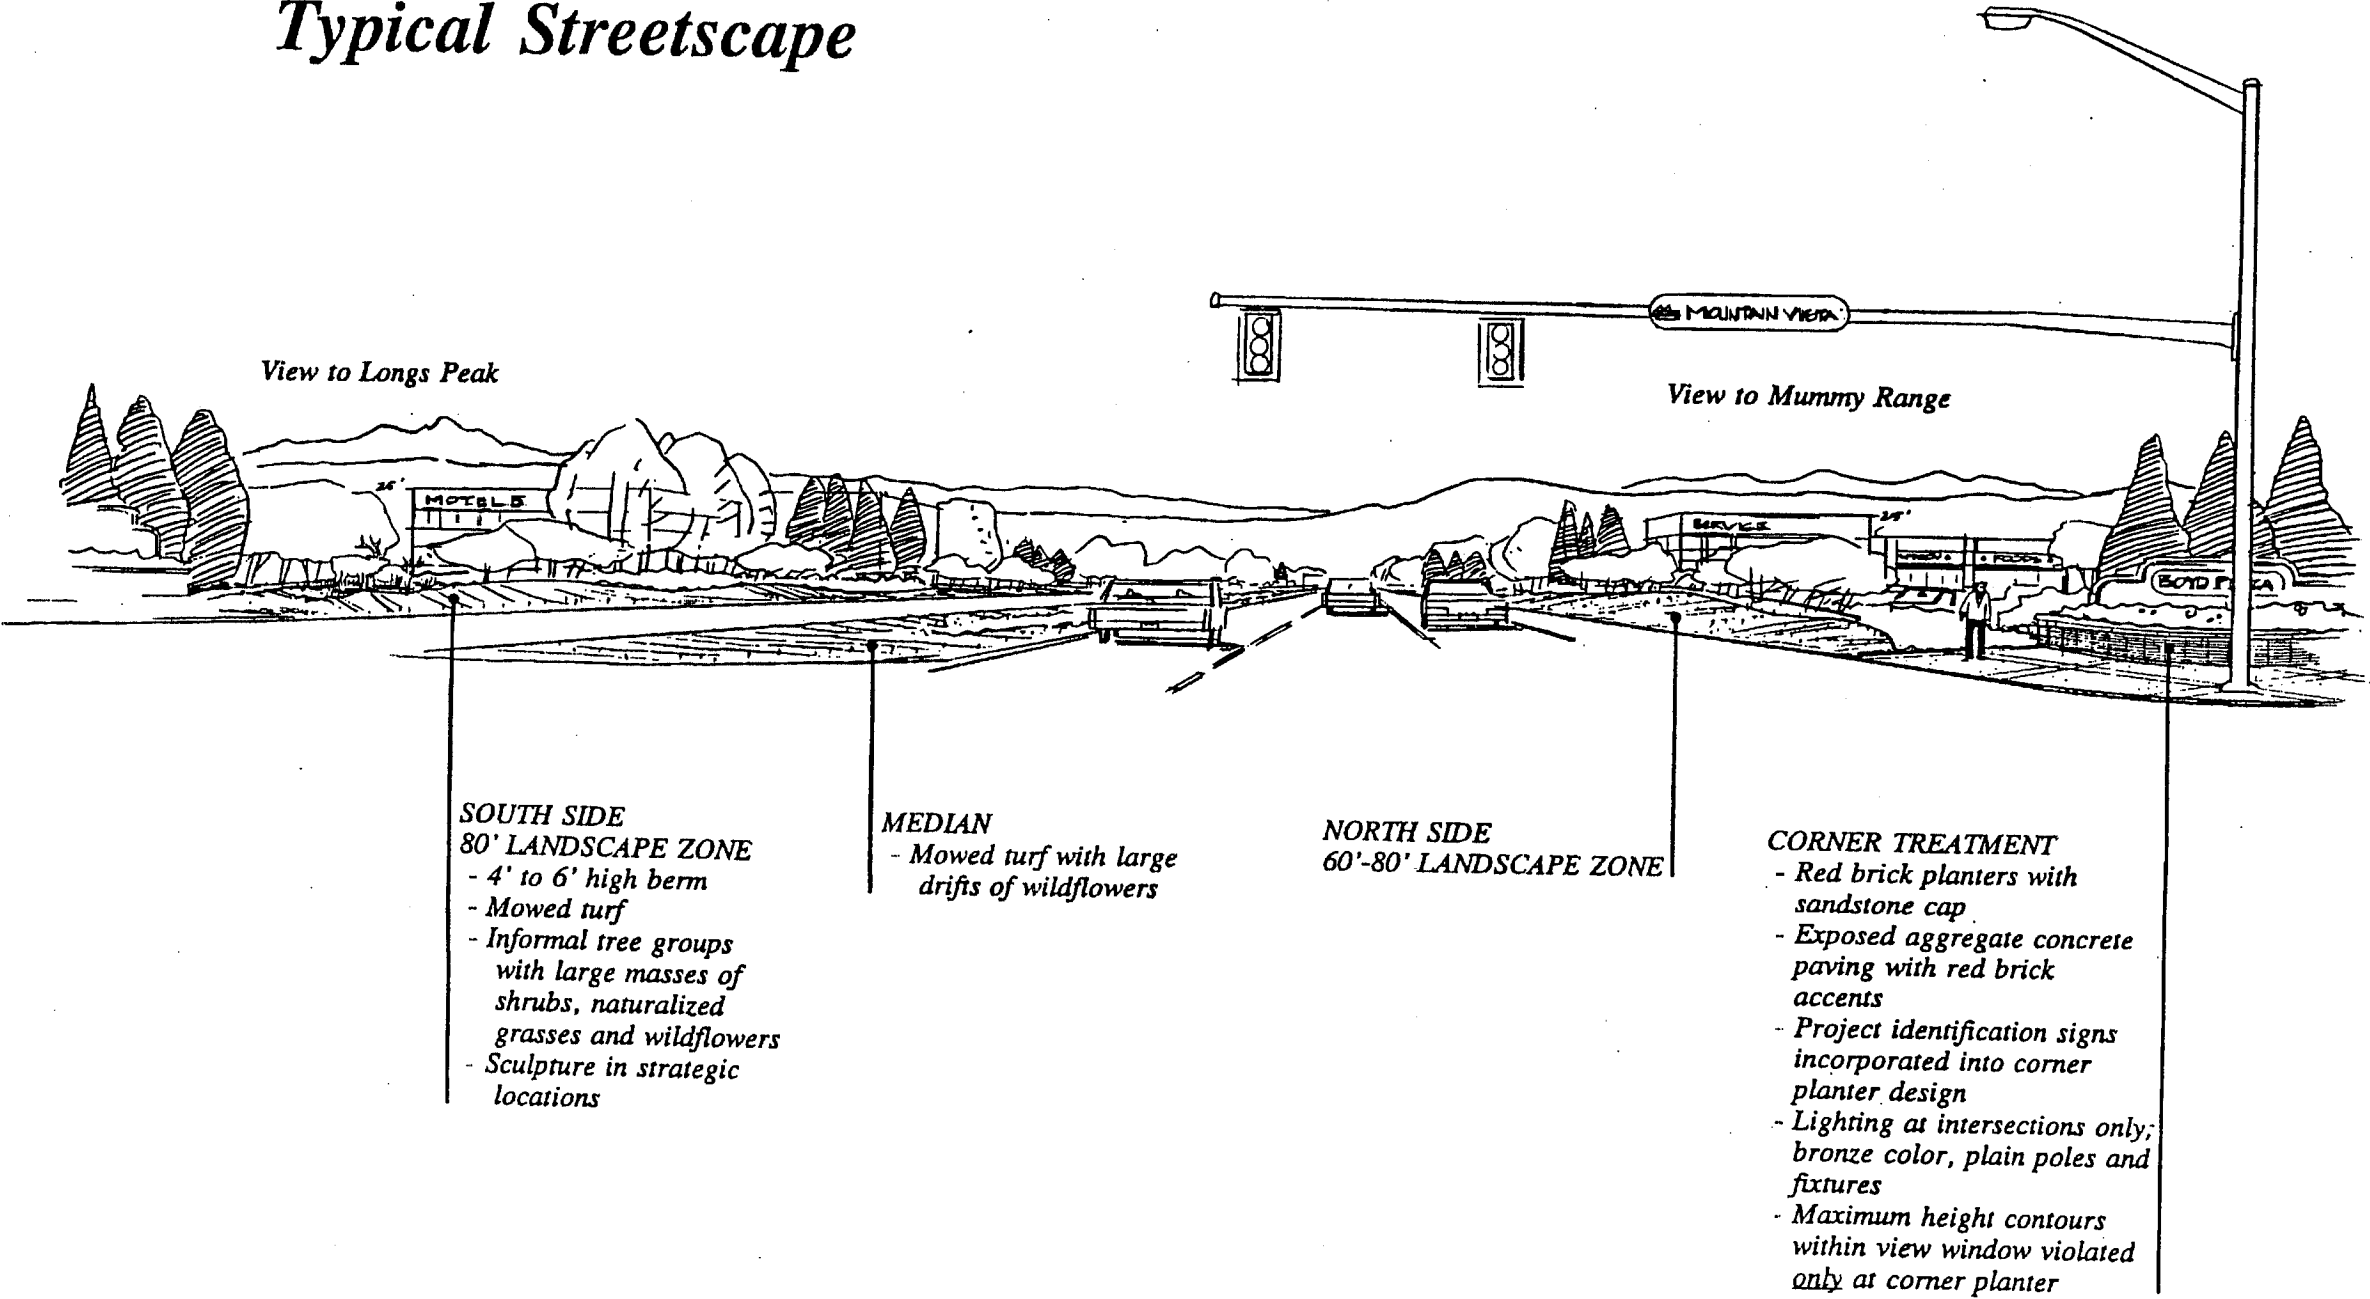 Typical Streetscape
MOUNTAIN VISTA
View to Longs Peak
View to Mummy Range
MOTEL 5
SERVICE
25'
BOYD PLAZA
SOUTH SIDE
80' LANDSCAPE ZONE
- 4' to 6' high berm
- Mowed turf
- Informal tree groups
with large masses of
shrubs, naturalized
grasses and wildflowers
- Sculpture in strategic
locations
MEDIAN
- Mowed turf with large
drifts of wildflowers
NORTH SIDE
60'-80' LANDSCAPE ZONE
CORNER TREATMENT
- Red brick planters with
sandstone cap
- Exposed aggregate concrete
paving with red brick
accents
- Project identification signs
incorporated into corner
planter design
- Lighting at intersections only;
bronze color, plain poles and
fixtures
- Maximum height contours
within view window violated
only at corner planter